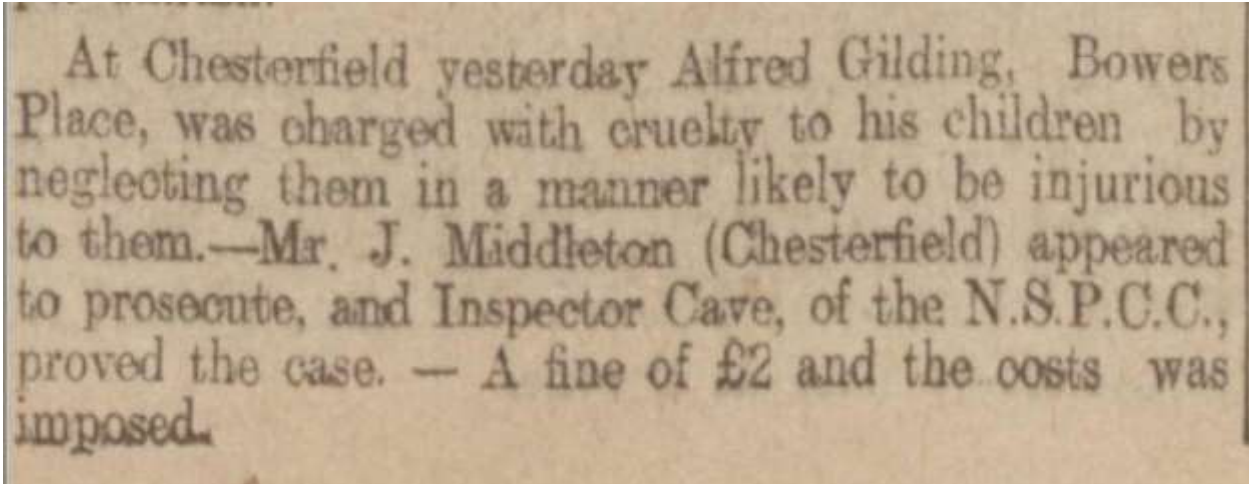 At Chesterfield yesterday Alfred Gilding, Bowers
Place, was charged with cruelty to his children by
neglecting them in a manner likely to be injurious
to them.—Mr. J. Middleton (Chesterfield) appeared
to prosecute, and Inspector Cave, of the N.S.P.C.C.,
proved the case. — A fine of £2 and the costs was
imposed.